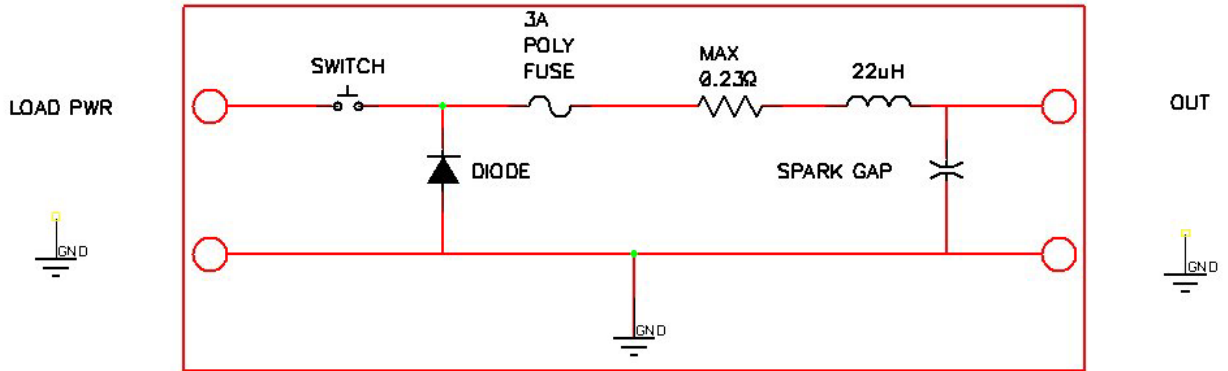 3A
POLY
FUSE
MAX
0.23Ω
SWITCH
22uH
LOAD PWR
OUT
DIODE
SPARK GAP
GND
GND
GND